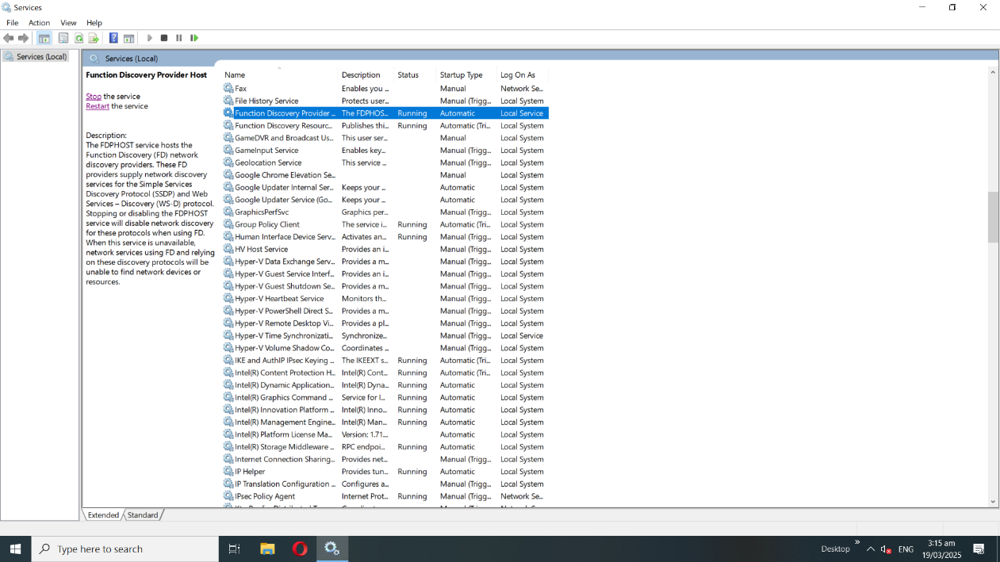 Services
File Action View Help
Services (Local)
Services (Local)
Function Discovery Provider Host
Stop the service
Restart the service
Description:
The FDPHOST service hosts the
Function Discovery (FD) network
discovery providers. These FD
providers supply network discovery
services for the Simple Services
Discovery Protocol (SSDP) and Web
Services – Discovery (WS-D) protocol.
Stopping or disabling the FDPHOST
service will disable network discovery
for these protocols when using FD.
When this service is unavailable,
network services using FD and relying
on these discovery protocols will be
unable to find network devices or
resources.
Name Description Status Startup Type Log On As
Fax Enables you ... Manual Network Se...
File History Service Protects user... Manual (Trigg... Local System
Function Discovery Provider ... The FDPHOS... Running Automatic Local Service
Function Discovery Resourc... Publishes thi... Running Automatic (Tri... Local System
GameDVR and Broadcast Us... This user ser... Manual Local System
GameInput Service Enables key... Manual (Trigg... Local System
Geolocation Service This service ... Manual (Trigg... Local System
Google Chrome Elevation Se... Manual Local System
Google Updater Internal Ser... Keeps your ... Automatic Local System
Google Updater Service (Go... Keeps your ... Automatic Local System
GraphicsPerfSvc Graphics per... Manual (Trigg... Local System
Group Policy Client The service i... Running Automatic (Tri... Local System
Human Interface Device Serv... Activates an... Running Manual (Trigg... Local System
HV Host Service Provides an i... Manual (Trigg... Local System
Hyper-V Data Exchange Serv... Provides a m... Manual (Trigg... Local System
Hyper-V Guest Service Interf... Provides an i... Manual (Trigg... Local System
Hyper-V Guest Shutdown Se... Provides a m... Manual (Trigg... Local System
Hyper-V Heartbeat Service Monitors th... Manual (Trigg... Local System
Hyper-V PowerShell Direct S... Provides a m... Manual (Trigg... Local System
Hyper-V Remote Desktop Vi... Provides a pl... Manual (Trigg... Local System
Hyper-V Time Synchronizati... Synchronize... Manual (Trigg... Local Service
Hyper-V Volume Shadow Co... Coordinates ... Manual (Trigg... Local System
IKE and AuthIP IPsec Keying ... The IKEEXT s... Running Automatic (Tri... Local System
Intel(R) Content Protection H... Intel(R) Cont... Running Automatic (Tri... Local System
Intel(R) Dynamic Application... Intel(R) Dyna... Running Automatic Local System
Intel(R) Graphics Command ... Service for I... Running Automatic Local System
Intel(R) Innovation Platform ... Intel(R) Inno... Running Automatic Local System
Intel(R) Management Engine... Intel(R) Man... Running Automatic Local System
Intel(R) Platform License Ma... Version: 1.71... Automatic Local System
Intel(R) Storage Middleware ... RPC endpoi... Running Automatic Local System
Internet Connection Sharing... Provides net... Manual (Trigg... Local System
IP Helper Provides tun... Running Automatic Local System
IP Translation Configuration ... Configures a... Manual (Trigg... Local System
IPsec Policy Agent Internet Prot... Running Manual (Trigg... Network Se...
Extended Standard
Type here to search
Desktop
ENG
3:15 am
19/03/2025